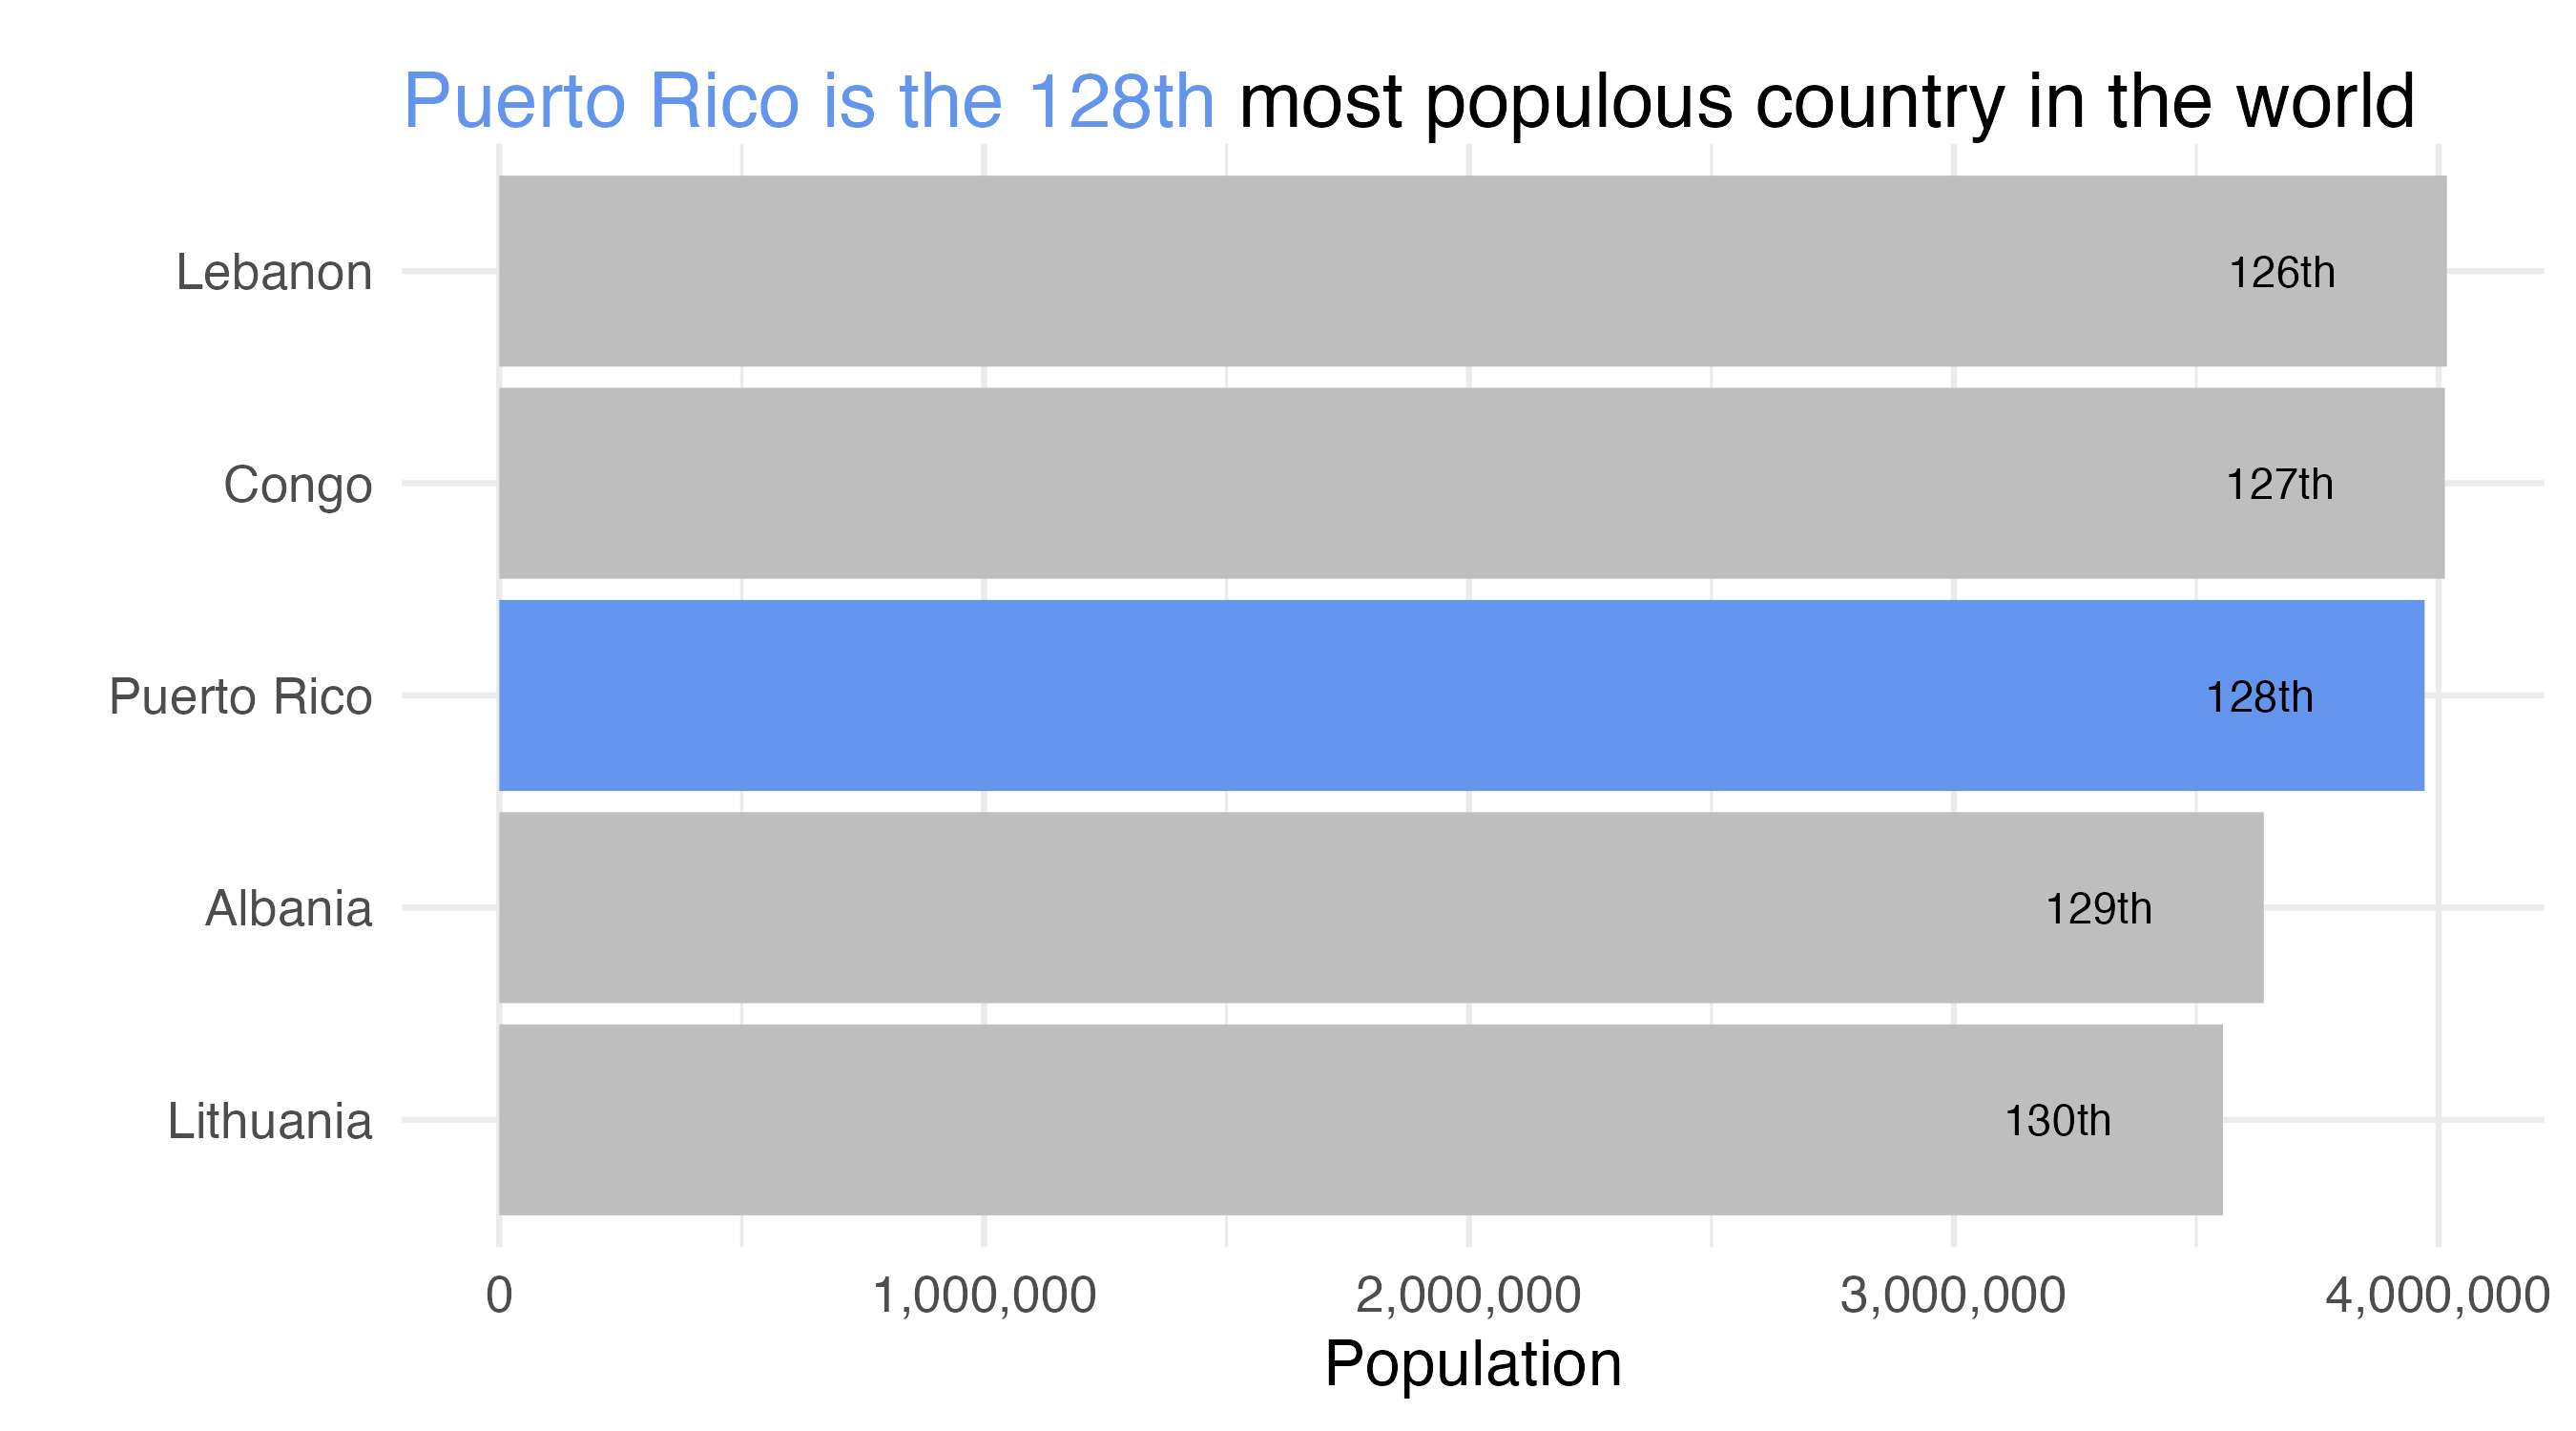 Puerto Rico is the 128th most populous country in the world
Lebanon 126th
Congo 127th
Puerto Rico 128th
Albania 129th
Lithuania 130th
0 1,000,000 2,000,000 3,000,000 4,000,000
Population